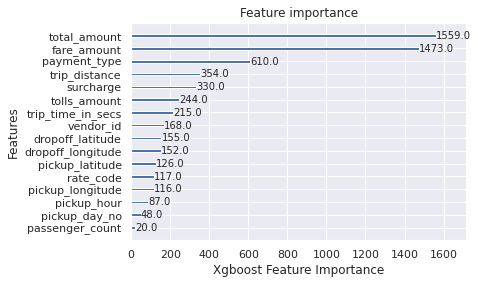 Feature importance
Features
total_amount 1559.0
fare_amount 1473.0
payment_type 610.0
trip_distance 354.0
surcharge 330.0
tolls_amount 244.0
trip_time_in_secs 215.0
vendor_id 168.0
dropoff_latitude 155.0
dropoff_longitude 152.0
pickup_latitude 126.0
rate_code 117.0
pickup_longitude 116.0
pickup_hour 87.0
pickup_day_no 48.0
passenger_count 20.0
0 200 400 600 800 1000 1200 1400 1600
Xgboost Feature Importance